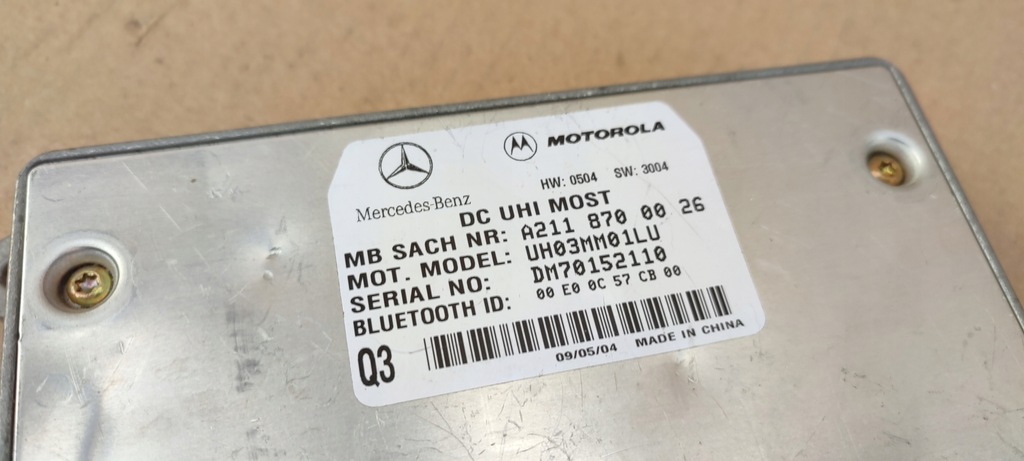 MOTOROLA
Mercedes-Benz
HW: 0504 SW: 3004
DC UHI MOST
MB SACH NR: A211 870 00 26
MOT. MODEL: UH03MM01LU
SERIAL NO: DM70152110
BLUETOOTH ID: 00 E0 0C 57 CB 00
Q3
09/05/04 MADE IN CHINA